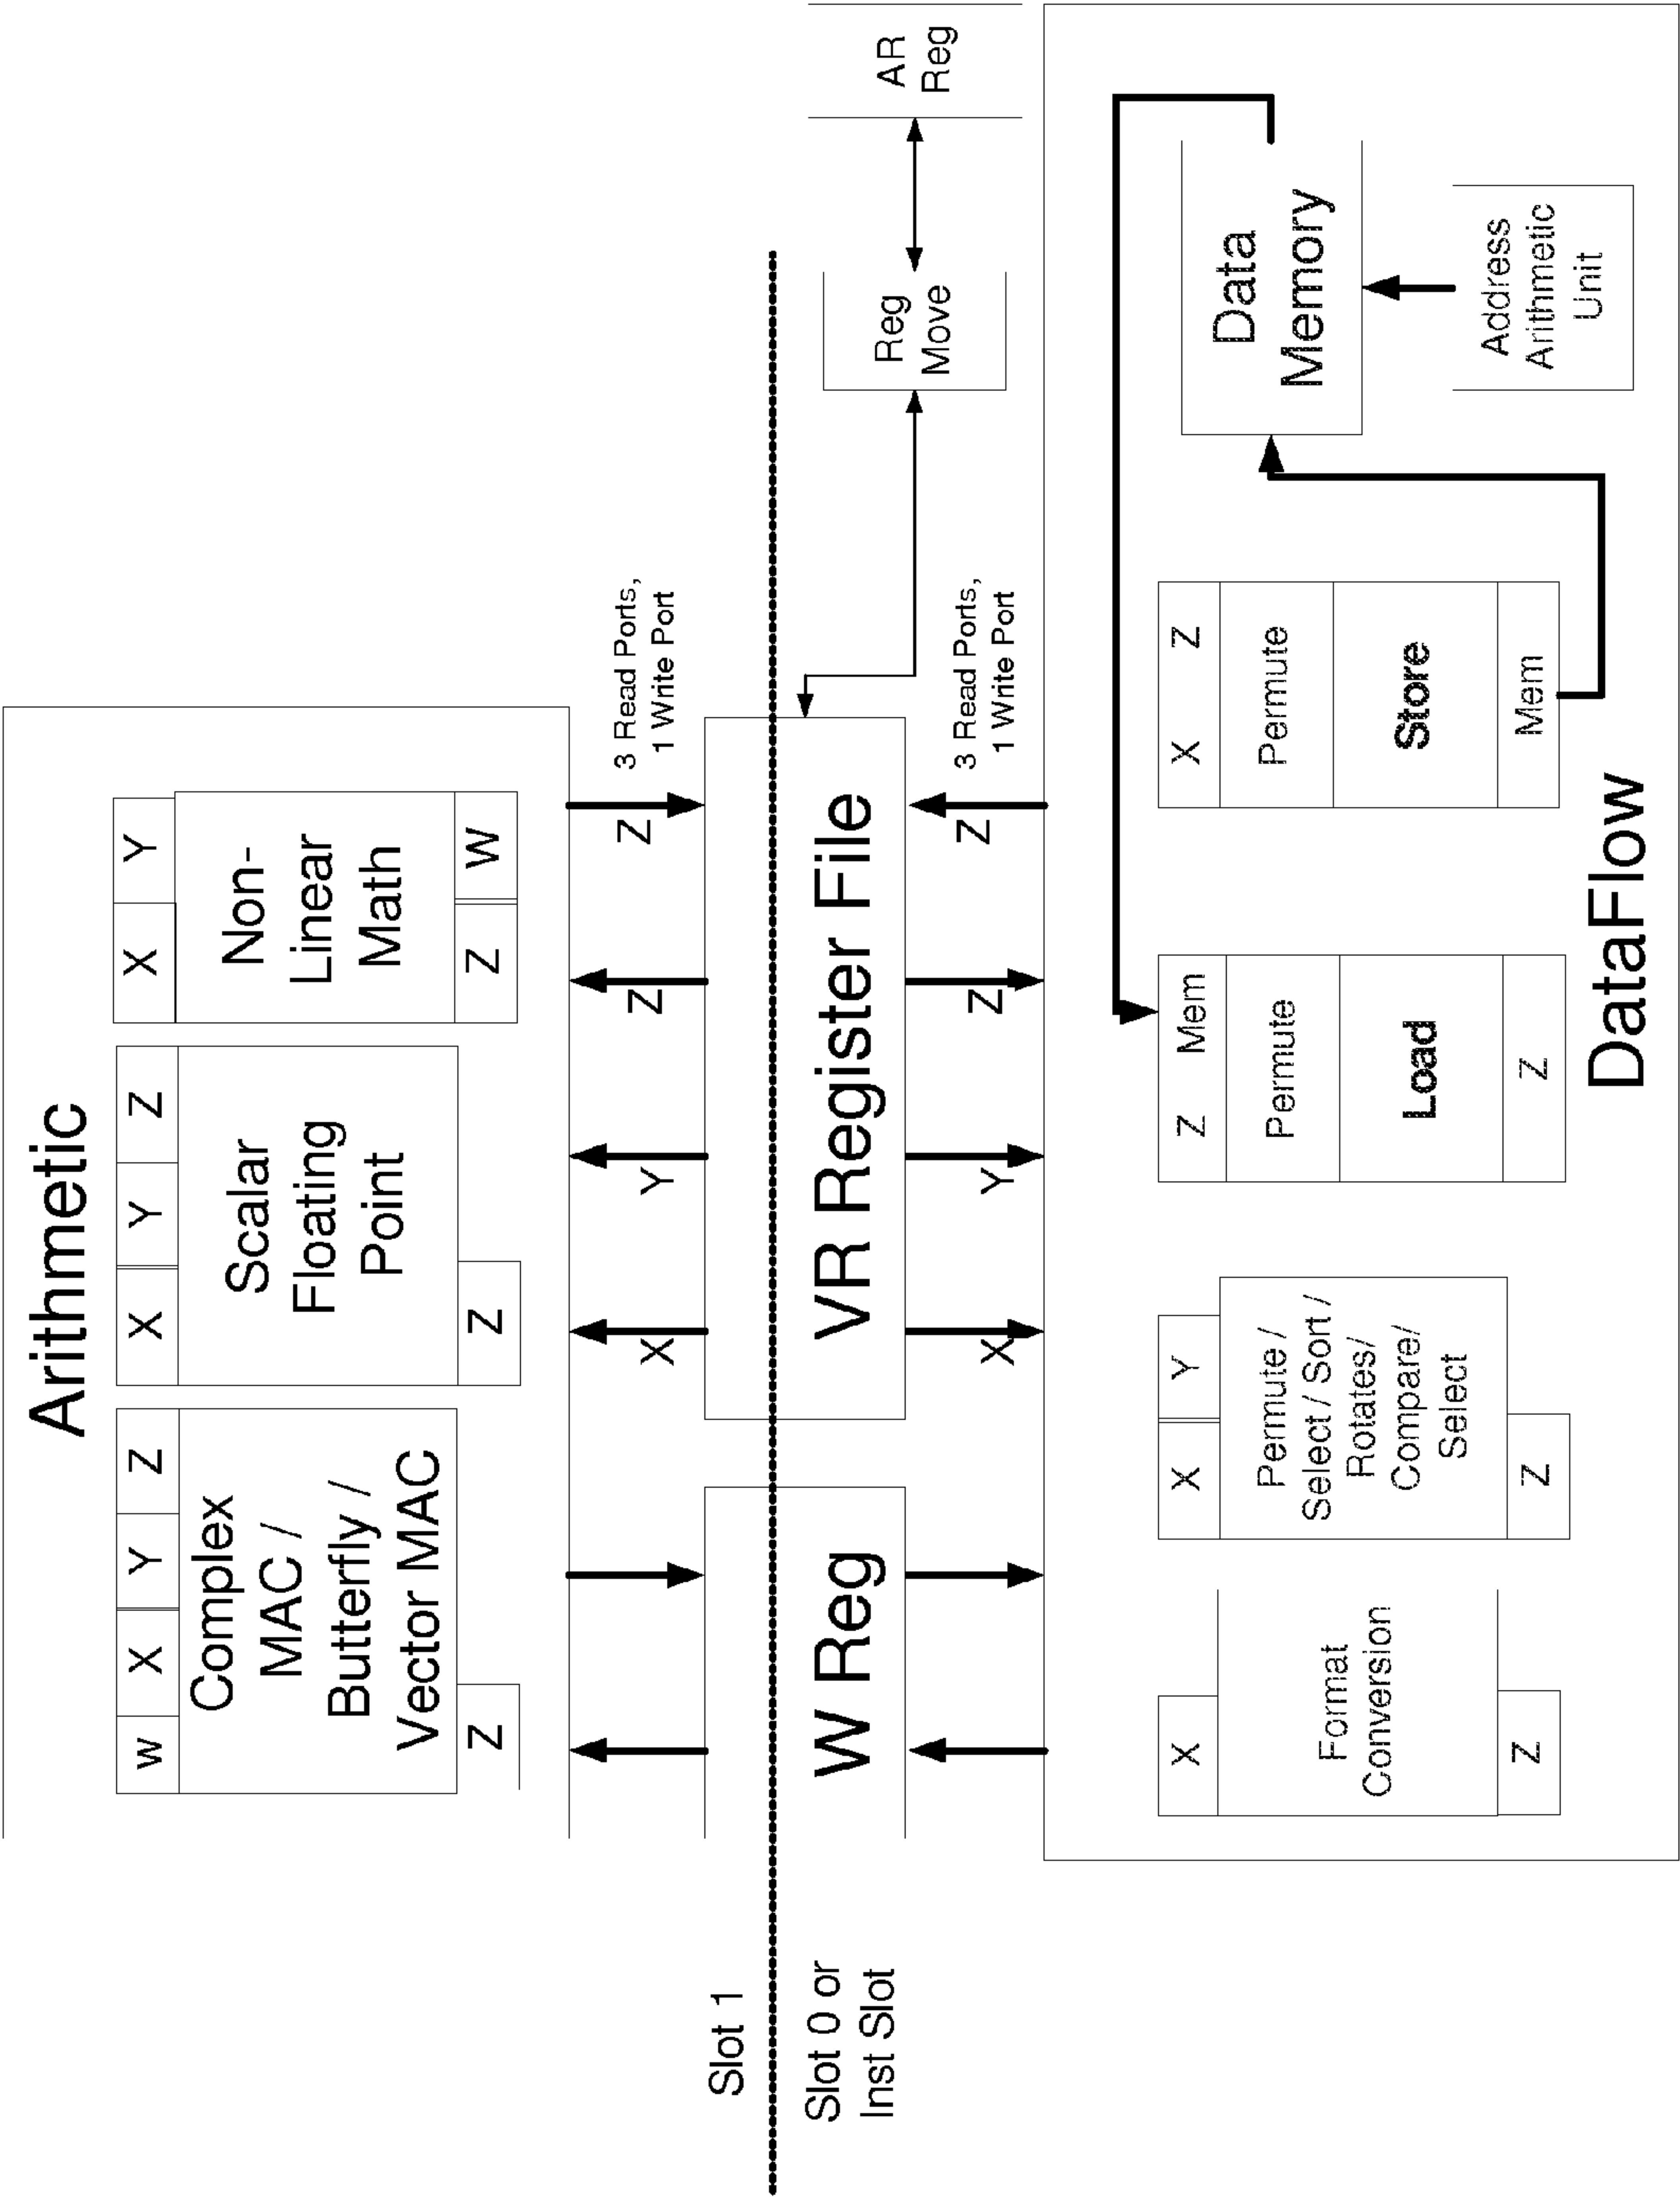 Arithmetic
w X Y Z
Complex
MAC /
Butterfly /
Vector MAC
Z
X Y Z
Scalar
Floating
Point
Z
X Y
Non-
Linear
Math
Z W
3 Read Ports,
1 Write Port
X
Y
Z
Z
Slot 1
Slot 0 or
Inst Slot
W Reg
VR Register File
Reg
Move
AR
Reg
X
Y
Z
Z
3 Read Ports,
1 Write Port
X
Format
Conversion
Z
X Y
Permute /
Select / Sort /
Rotates/
Compare/
Select
Z
Z Mem
Permute
Load
Z
X Z
Permute
Store
Mem
Data
Memory
Address
Arithmetic
Unit
DataFlow